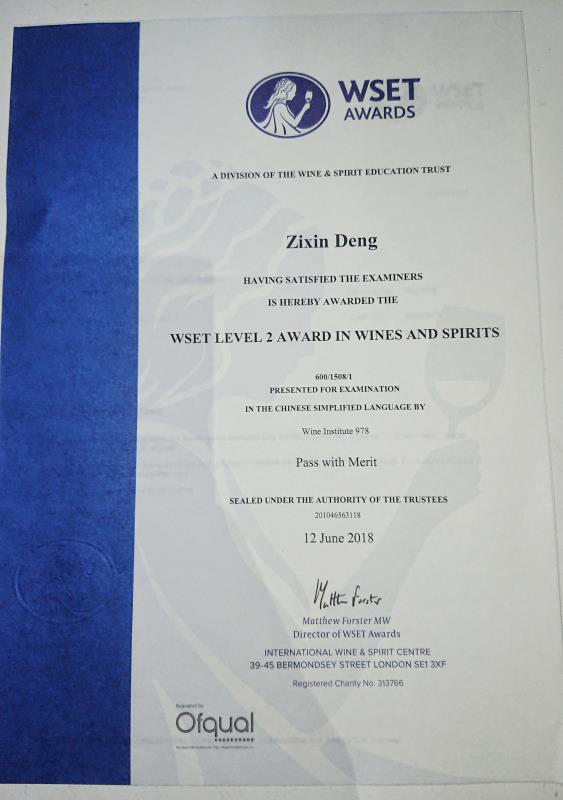 WSET
AWARDS
A DIVISION OF THE WINE & SPIRIT EDUCATION TRUST
Zixin Deng
HAVING SATISFIED THE EXAMINERS
IS HEREBY AWARDED THE
WSET LEVEL 2 AWARD IN WINES AND SPIRITS
600/1508/1
PRESENTED FOR EXAMINATION
IN THE CHINESE SIMPLIFIED LANGUAGE BY
Wine Institute 978
Pass with Merit
SEALED UNDER THE AUTHORITY OF THE TRUSTEES
201046563118
12 June 2018
Matthew Forster
Matthew Forster MW
Director of WSET Awards
INTERNATIONAL WINE & SPIRIT CENTRE
39-45 BERMONDSEY STREET LONDON SE1 3XF
Registered Charity No. 313766
Regulated by
Ofqual